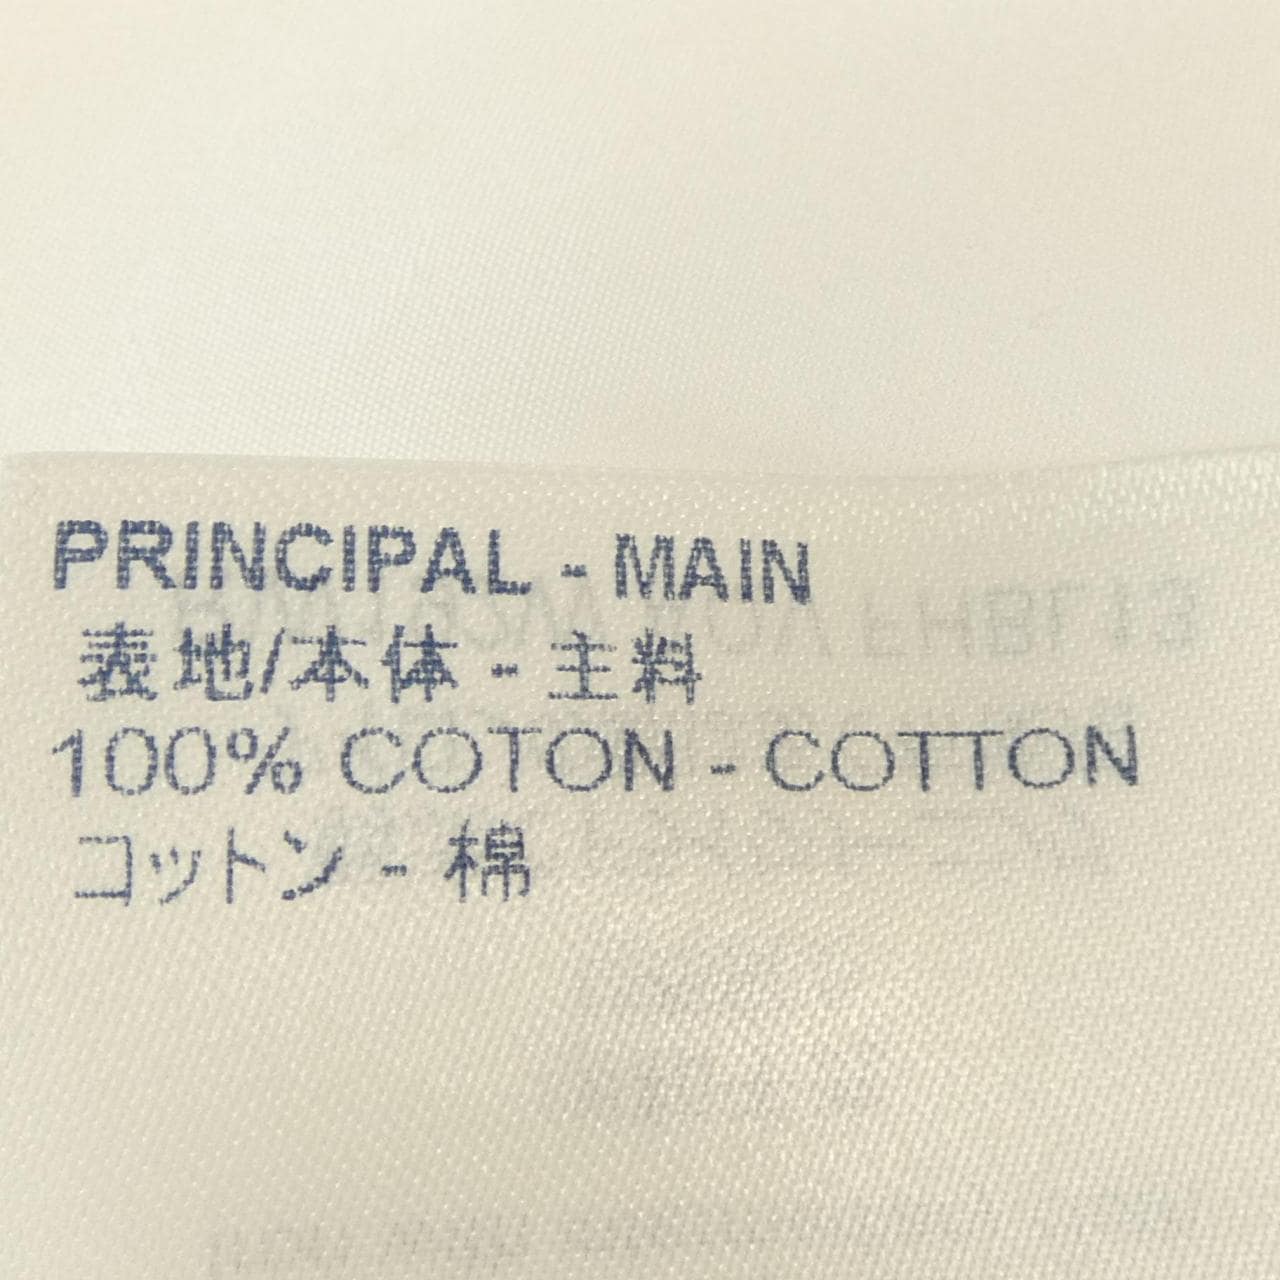 PRINCIPAL - MAIN
表地/本体 - 主料
100% COTON - COTTON
コットン - 棉